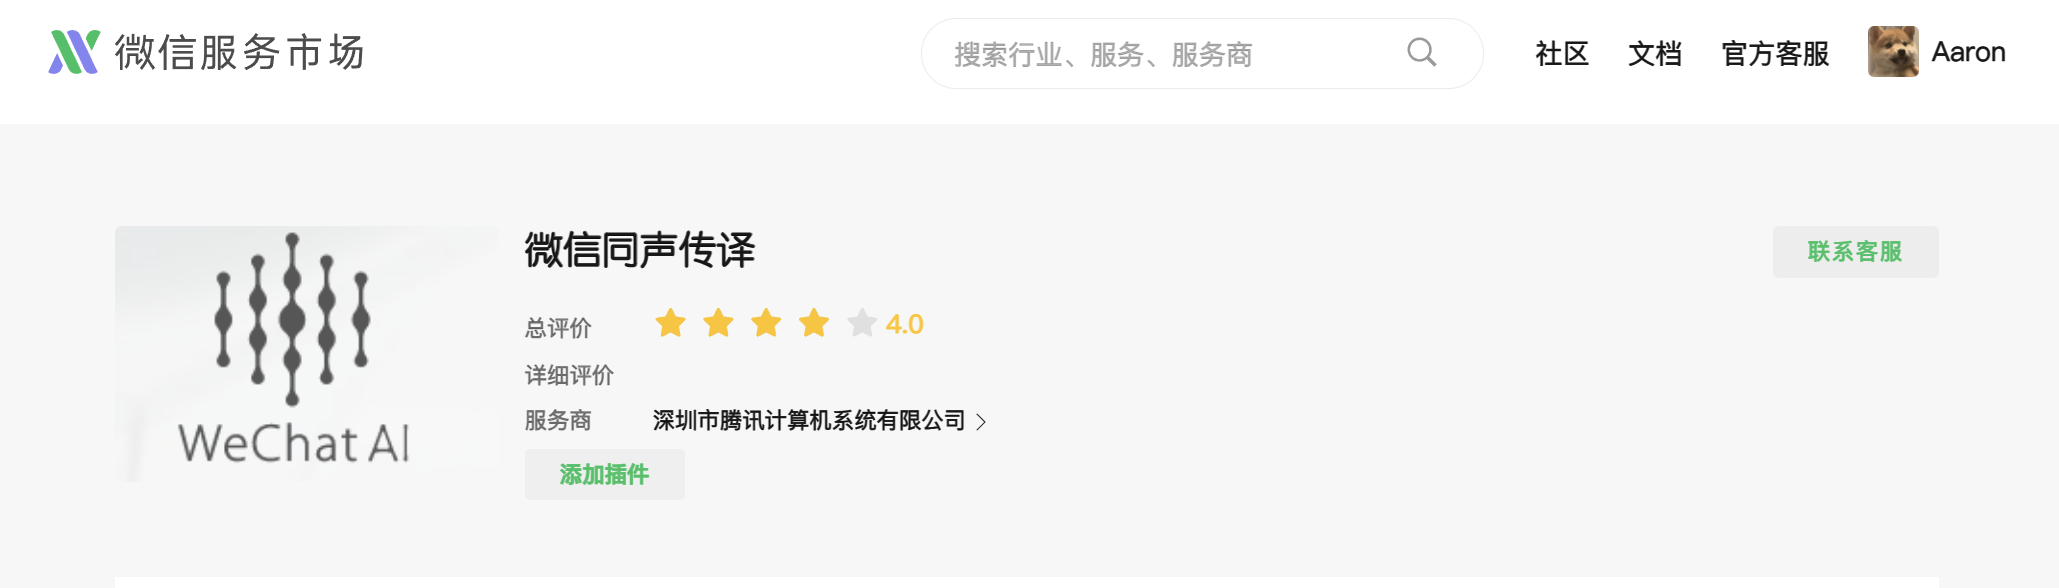 微信服务市场
搜索行业、服务、服务商
社区
文档
官方客服
Aaron
WeChat AI
微信同声传译
联系客服
总评价
4.0
详细评价
服务商
深圳市腾讯计算机系统有限公司
添加插件